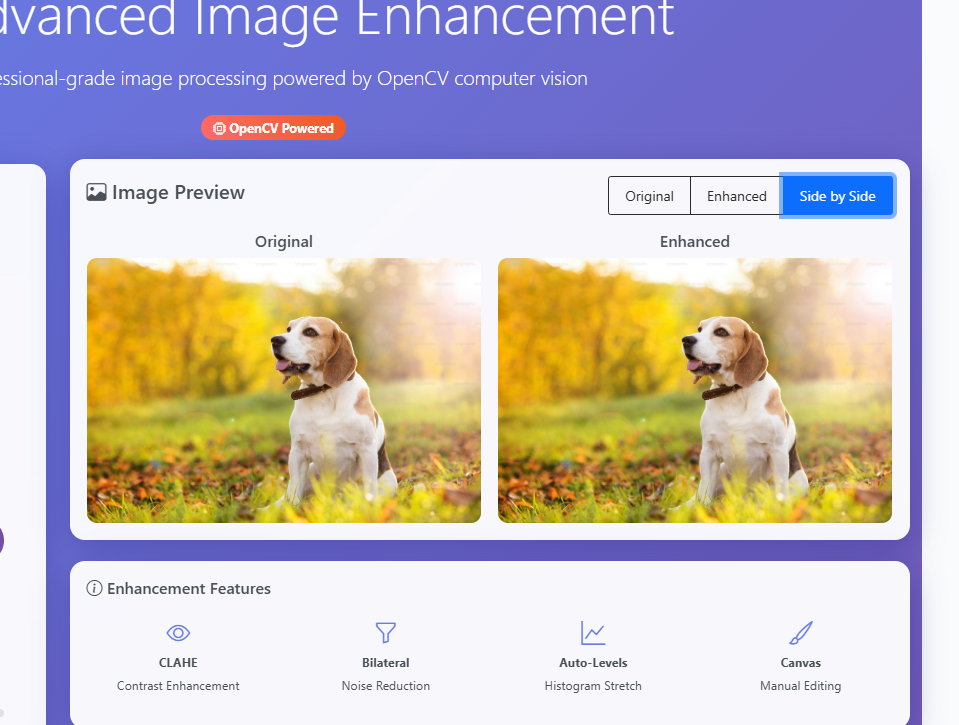 dvanced Image Enhancement
essional-grade image processing powered by OpenCV computer vision
OpenCV Powered
Image Preview
Original
Enhanced
Side by Side
Original
Enhanced
Enhancement Features
CLAHE
Contrast Enhancement
Bilateral
Noise Reduction
Auto-Levels
Histogram Stretch
Canvas
Manual Editing